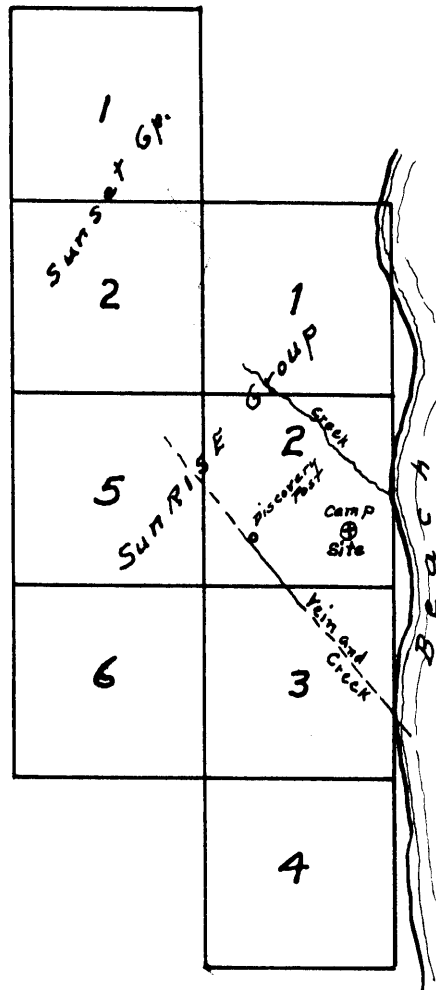 1
Sunset Gp.
2
1
SunRISE Group
Creek
2
5
Discovery
Post
Camp
Site
Beach
Vein and
Creek
6
3
4